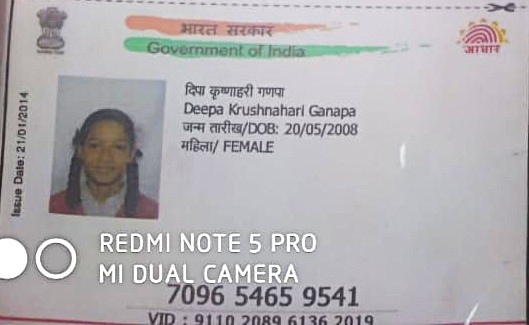 भारत सरकार
Government of India
आधार
Issue Date: 21/01/2014
दिपा कृष्णाहरी गणपा
Deepa Krushnahari Ganapa
जन्म तारीख/DOB: 20/05/2008
महिला/ FEMALE
REDMI NOTE 5 PRO
MI DUAL CAMERA
7096 5465 9541
VID : 9110 2089 6136 2019